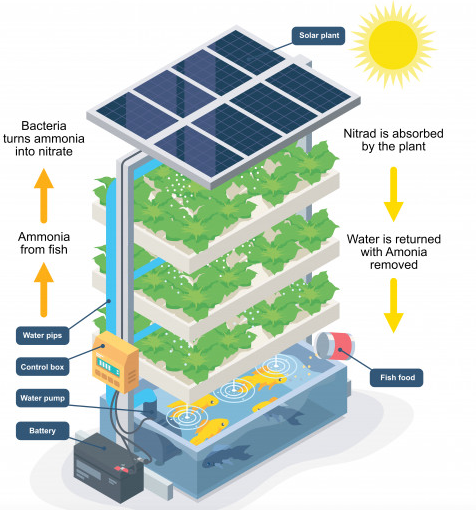 Solar plant
Bacteria
turns ammonia
into nitrate
Nitrad is absorbed
by the plant
Ammonia
from fish
Water is returned
with Amonia
removed
Water pips
Control box
Water pump
Battery
Fish food